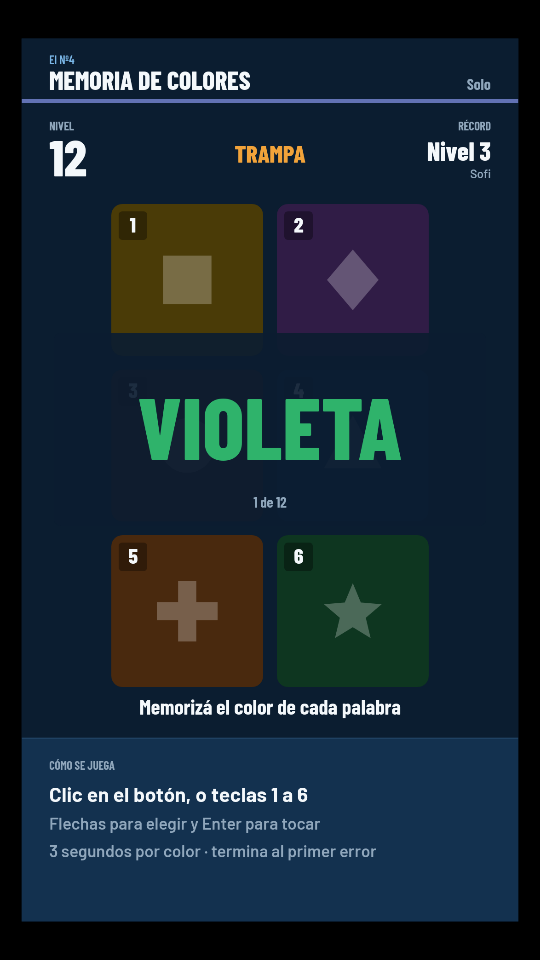 El Nº4
MEMORIA DE COLORES
Solo
NIVEL
12
TRAMPA
RÉCORD
Nivel 3
Sofi
1
2
3
4
VIOLETA
1 de 12
5
6
Memorizá el color de cada palabra
CÓMO SE JUEGA
Clic en el botón, o teclas 1 a 6
Flechas para elegir y Enter para tocar
3 segundos por color · termina al primer error